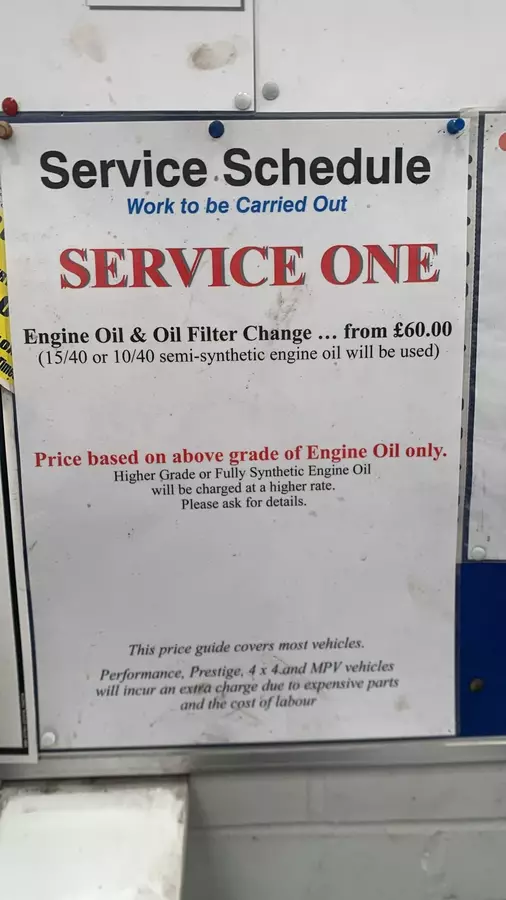 Service Schedule
Work to be Carried Out
SERVICE ONE
Engine Oil & Oil Filter Change ... from £60.00
(15/40 or 10/40 semi-synthetic engine oil will be used)
Price based on above grade of Engine Oil only.
Higher Grade or Fully Synthetic Engine Oil
will be charged at a higher rate.
Please ask for details.
This price guide covers most vehicles.
Performance, Prestige, 4 x 4 and MPV vehicles
will incur an extra charge due to expensive parts
and the cost of labour